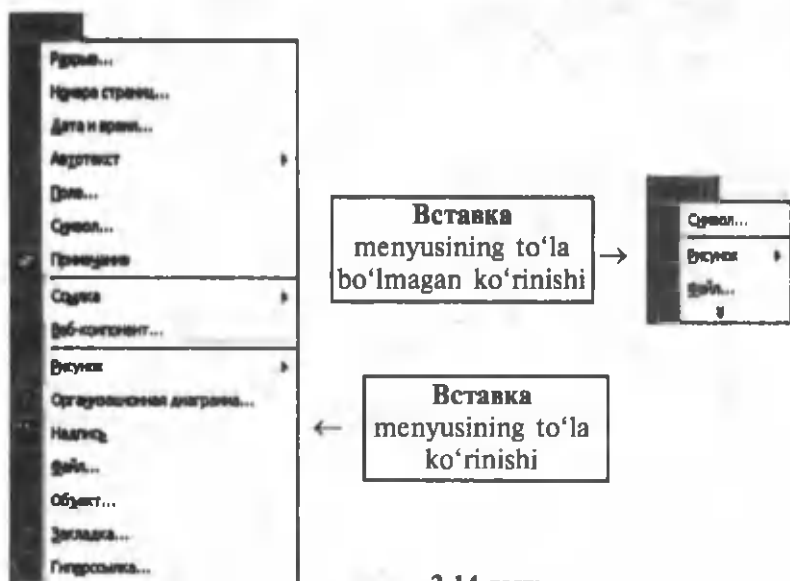 Разрыв...
Номера страниц...
Дата и время...
Автотекст
Поле...
Символ...
Примечание
Ссылка
Веб-компонент...
Рисунок
Организационная диаграмма...
Надпись
Файл...
Объект...
Закладка...
Гиперссылка...
Вставка
menyusining to‘la
bo‘lmagan ko‘rinishi
→
Символ...
Рисунок
Файл...
←
Вставка
menyusining to‘la
ko‘rinishi